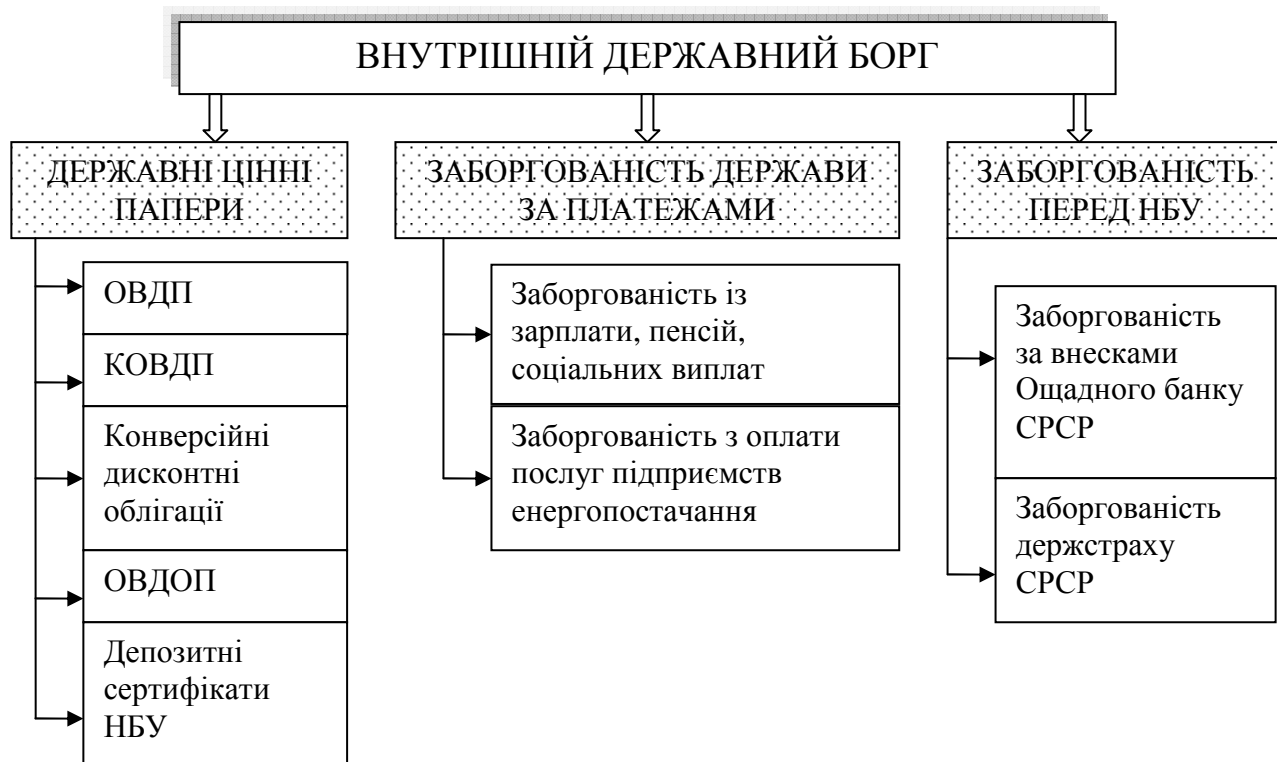 ВНУТРІШНІЙ ДЕРЖАВНИЙ БОРГ
ДЕРЖАВНІ ЦІННІ
ПАПЕРИ
ОВДП
КОВДП
Конверсійні
дисконтні
облігації
ОВДОП
Депозитні
сертифікати
НБУ
ЗАБОРГОВАНІСТЬ ДЕРЖАВИ
ЗА ПЛАТЕЖАМИ
Заборгованість із
зарплати, пенсій,
соціальних виплат
Заборгованість з оплати
послуг підприємств
енергопостачання
ЗАБОРГОВАНІСТЬ
ПЕРЕД НБУ
Заборгованість
за внесками
Ощадного банку
СРСР
Заборгованість
держстраху
СРСР